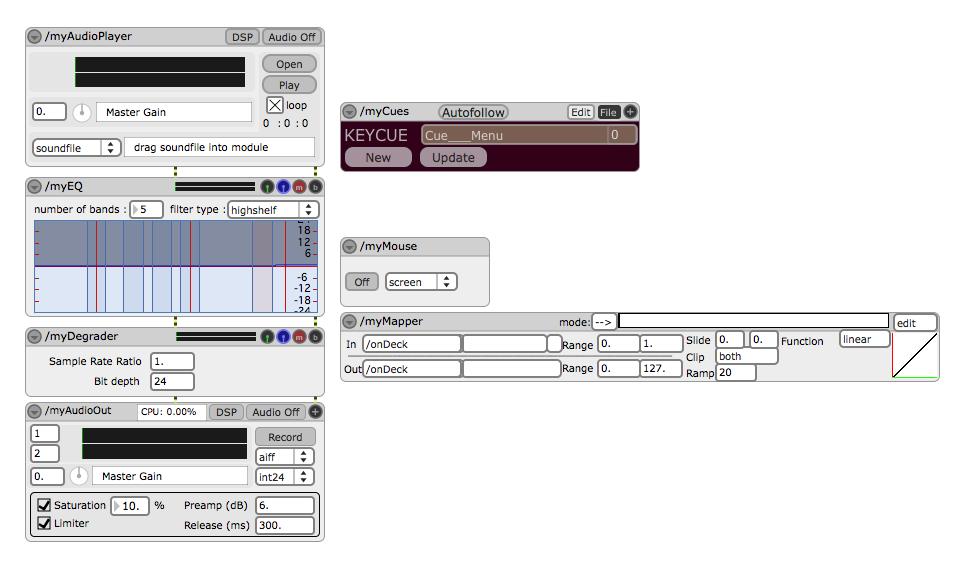 /myAudioPlayer DSP Audio Off
Open
Play
loop
0. Master Gain
0 : 0 : 0
soundfile drag soundfile into module
/myEQ i i m b
number of bands : 5 filter type : highshelf
24
18
12
6
-6
-12
-18
-24
/myDegrader i i m b
Sample Rate Ratio 1.
Bit depth 24
/myAudioOut CPU: 0.00% DSP Audio Off +
1
2
Record
aiff
0. Master Gain int24
Saturation 10. % Preamp (dB) 6.
Limiter Release (ms) 300.
/myCues Autofollow Edit File +
KEYCUE Cue___Menu 0
New Update
/myMouse
Off screen
/myMapper mode: --> edit
In /onDeck Range 0. 1. Slide 0. 0. Function linear
Clip both
Out /onDeck Range 0. 127. Ramp 20